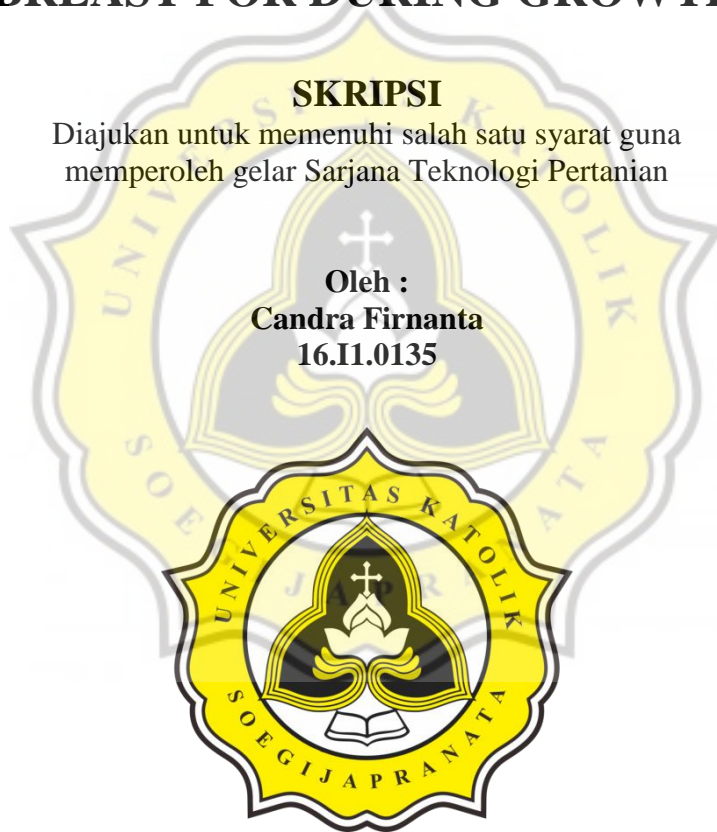 BREAST FOR DURING GROWTH
SKRIPSI
Diajukan untuk memenuhi salah satu syarat guna
memperoleh gelar Sarjana Teknologi Pertanian
Oleh :
Candra Firnanta
16.I1.0135
UNIVERSITAS KATOLIK
SOEGIJAPRANATA